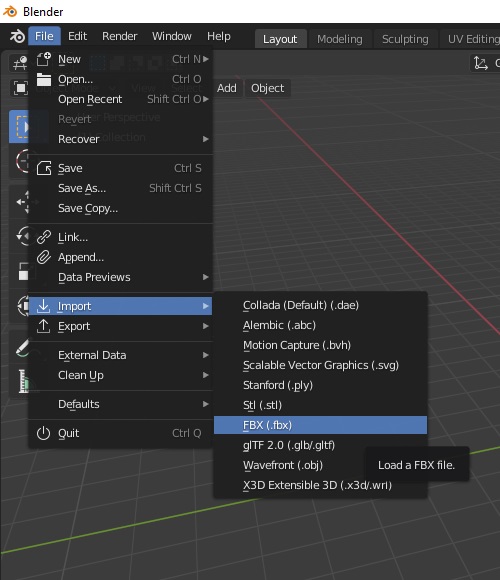 Blender
File Edit Render Window Help Layout Modeling Sculpting UV Editing
New Ctrl N
Open... Ctrl O
Add Object
Open Recent Shift Ctrl O
Revert
Perspective
Collection
Recover
Save Ctrl S
Save As... Shift Ctrl S
Save Copy...
Link...
Append...
Data Previews
Import
Export
External Data
Clean Up
Defaults
Quit Ctrl Q
Collada (Default) (.dae)
Alembic (.abc)
Motion Capture (.bvh)
Scalable Vector Graphics (.svg)
Stanford (.ply)
Stl (.stl)
FBX (.fbx)
glTF 2.0 (.glb/.gltf)
Wavefront (.obj)
X3D Extensible 3D (.x3d/.wrl)
Load a FBX file.